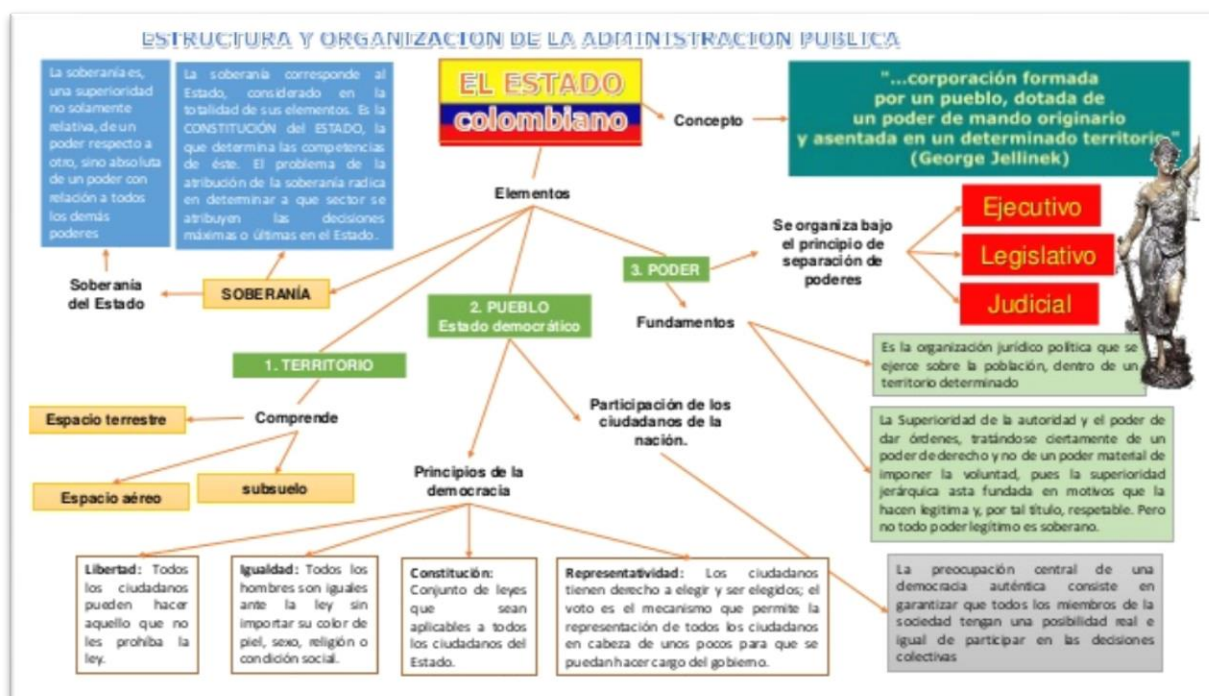 ESTRUCTURA Y ORGANIZACION DE LA ADMINISTRACION PUBLICA
La soberanía es,
una superioridad
no solamente
relativa, de un
poder respecto a
otro, sino absoluta
de un poder con
relación a todos
los demás
poderes
La soberanía corresponde al
Estado, considerado en la
totalidad de sus elementos. Es la
CONSTITUCIÓN del ESTADO, la
que determina las competencias
de éste. El problema de la
atribución de la soberanía radica
en determinar a que sector se
atribuyen las decisiones
máximas o últimas en el Estado.
EL ESTADO
colombiano
Concepto
"...corporación formada
por un pueblo, dotada de
un poder de mando originario
y asentada en un determinado territorio."
(George Jellinek)
Elementos
Soberanía
del Estado
SOBERANÍA
3. PODER
Se organiza bajo
el principio de
separación de
poderes
Ejecutivo
Legislativo
Judicial
2. PUEBLO
Estado democrático
Fundamentos
1. TERRITORIO
Es la organización jurídico política que se
ejerce sobre la población, dentro de un
territorio determinado
Espacio terrestre
Comprende
Espacio aéreo
subsuelo
Participación de los
ciudadanos de la
nación.
La Superioridad de la autoridad y el poder de
dar órdenes, tratándose ciertamente de un
poder de derecho y no de un poder material de
imponer la voluntad, pues la superioridad
jerárquica asta fundada en motivos que la
hacen legitima y, por tal título, respetable. Pero
no todo poder legítimo es soberano.
Principios de la
democracia
Libertad: Todos
los ciudadanos
pueden hacer
aquello que no
les prohíba la
ley.
Igualdad: Todos los
hombres son iguales
ante la ley sin
importar su color de
piel, sexo, religión o
condición social.
Constitución:
Conjunto de leyes
que sean
aplicables a todos
los ciudadanos del
Estado.
Representatividad: Los ciudadanos
tienen derecho a elegir y ser elegidos; el
voto es el mecanismo que permite la
representación de todos los ciudadanos
en cabeza de unos pocos para que se
puedan hacer cargo del gobierno.
La preocupación central de una
democracia auténtica consiste en
garantizar que todos los miembros de la
sociedad tengan una posibilidad real e
igual de participar en las decisiones
colectivas